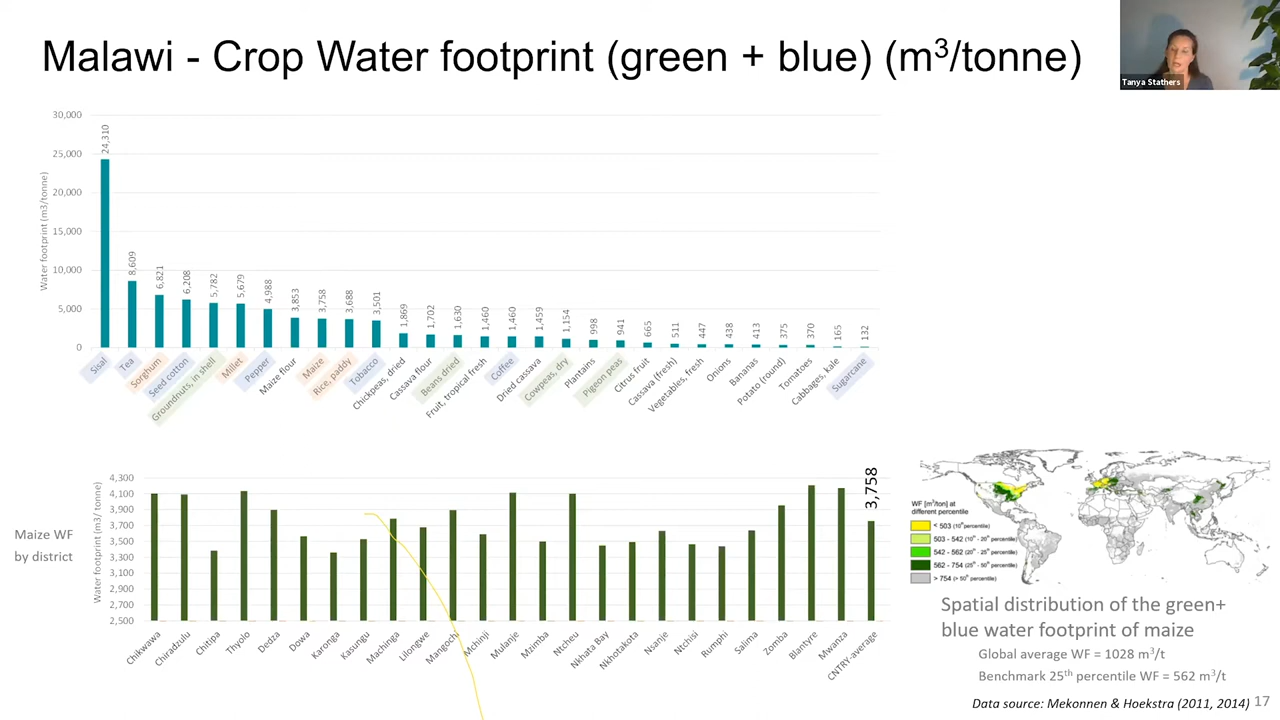 Malawi - Crop Water footprint (green + blue) (m³/tonne)
Tanya Stathers
Water footprint (m3/tonne)
30,000
25,000
20,000
15,000
10,000
5,000
0
24,310
8,609
6,821
6,208
5,782
5,679
4,988
3,853
3,758
3,688
3,501
1,869
1,702
1,630
1,460
1,460
1,459
1,154
998
941
665
511
447
438
413
375
370
165
132
Sisal
Tea
Sorghum
Seed cotton
Groundnuts, in shell
Millet
Pepper
Maize flour
Maize
Rice, paddy
Tobacco
Chickpeas, dried
Cassava flour
Beans dried
Fruit, tropical fresh
Coffee
Dried cassava
Cowpeas, dry
Plantains
Pigeon peas
Citrus fruit
Cassava (fresh)
Vegetables, fresh
Onions
Bananas
Potato (round)
Tomatoes
Cabbages, kale
Sugarcane
Maize WF
by district
Water footprint (m3/ tonne)
4,300
4,100
3,900
3,700
3,500
3,300
3,100
2,900
2,700
2,500
3,758
Chikwawa
Chiradzulu
Chitipa
Thyolo
Dedza
Dowa
Karonga
Kasungu
Machinga
Lilongwe
Mangochi
Mchinji
Mulanje
Mzimba
Ntcheu
Nkhata Bay
Nkhotakota
Nsanje
Ntchisi
Rumphi
Salima
Zomba
Blantyre
Mwanza
CNTRY-average
WF [m³/ton] at
different percentile
< 503 (10th percentile)
503 - 542 (10th - 20th percentile)
542 - 562 (20th - 25th percentile)
562 - 754 (25th - 50th percentile)
> 754 (> 50th percentile)
Spatial distribution of the green+
blue water footprint of maize
Global average WF = 1028 m³/t
Benchmark 25th percentile WF = 562 m³/t
Data source: Mekonnen & Hoekstra (2011, 2014) 17